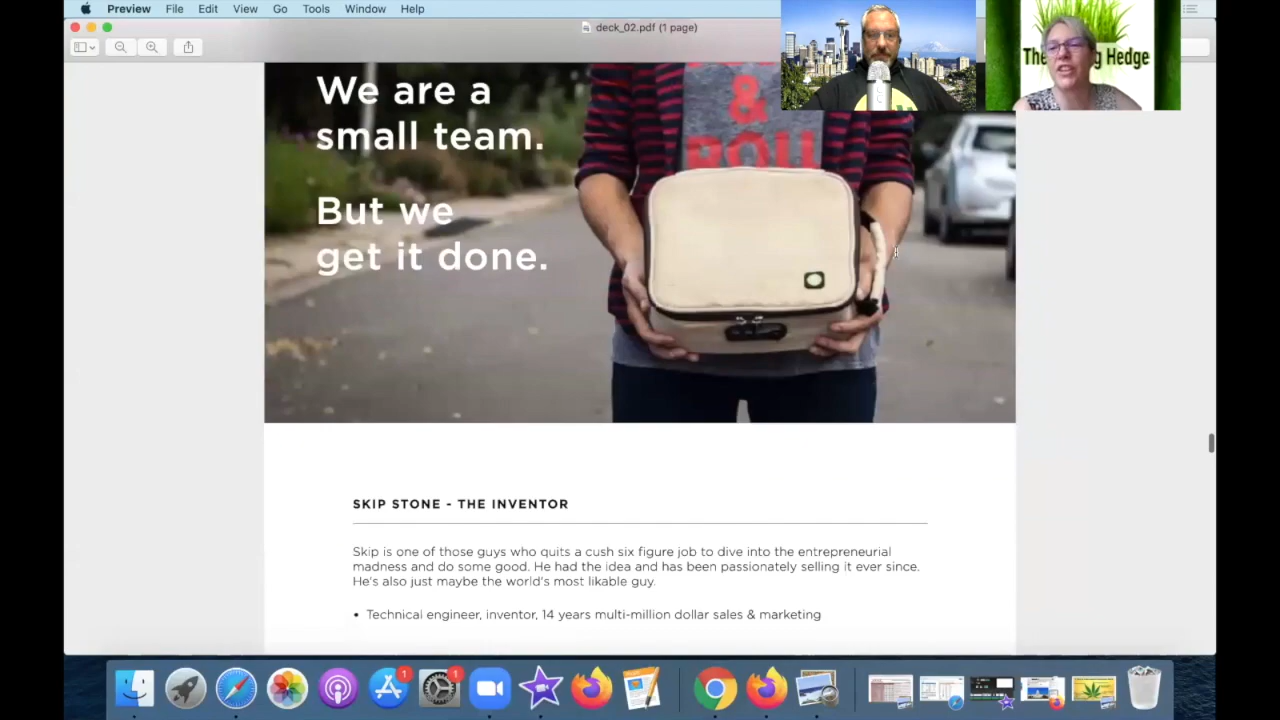 Preview File Edit View Go Tools Window Help
deck_02.pdf (1 page)
The g Hedge
We are a
small team.
But we
get it done.
&
ROLL
SKIP STONE - THE INVENTOR
Skip is one of those guys who quits a cush six figure job to dive into the entrepreneurial
madness and do some good. He had the idea and has been passionately selling it ever since.
He's also just maybe the world's most likable guy.
• Technical engineer, inventor, 14 years multi-million dollar sales & marketing
1
1